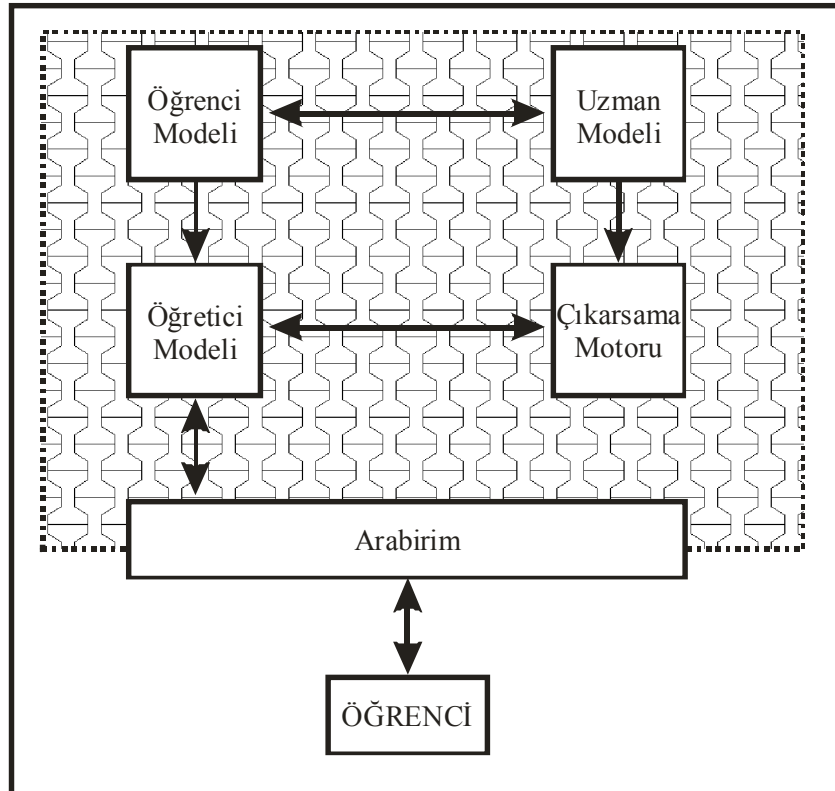 Öğrenci
Modeli
Uzman
Modeli
Öğretici
Modeli
Çıkarsama
Motoru
Arabirim
ÖĞRENCİ